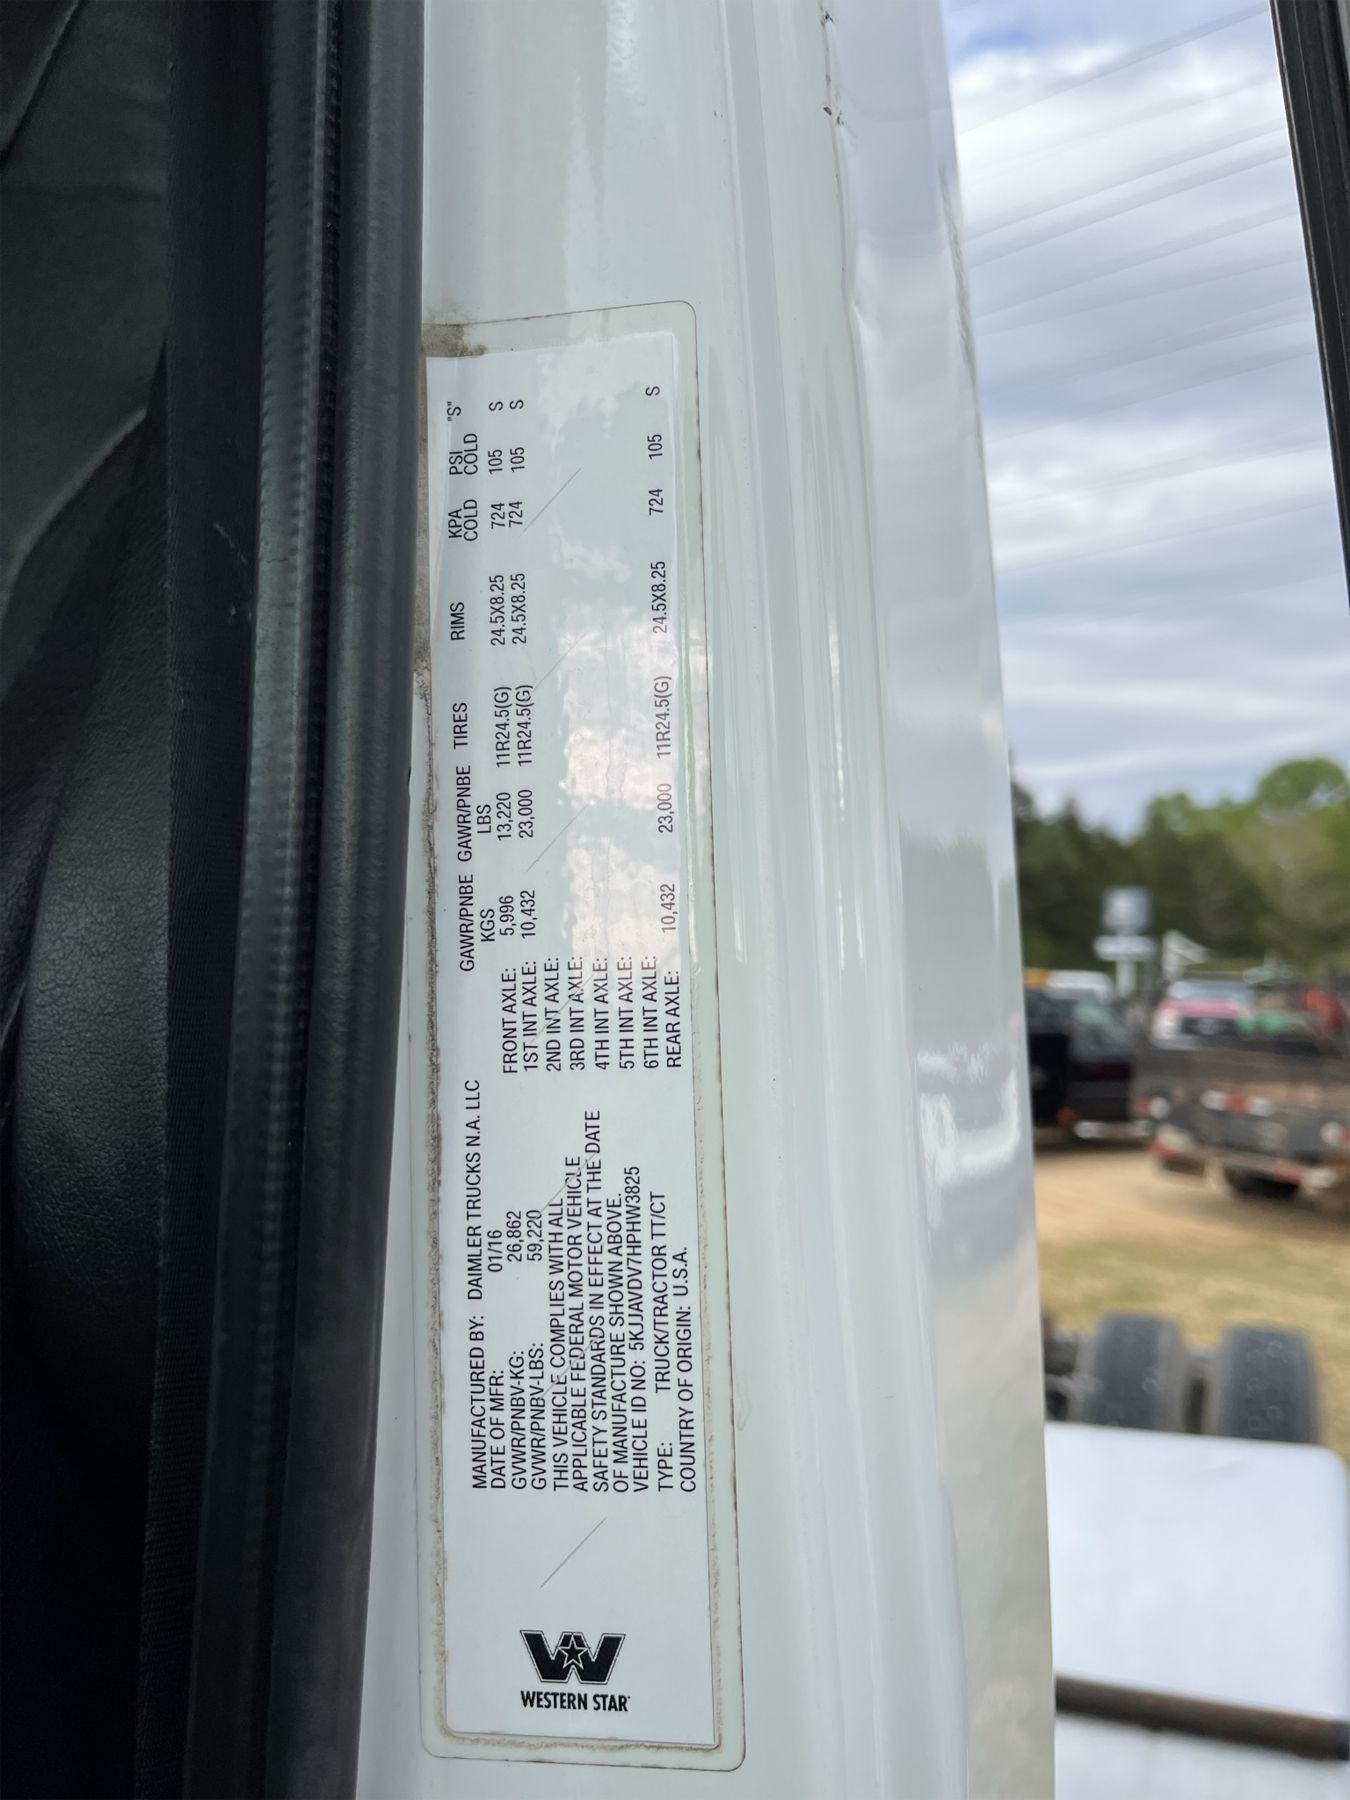 WESTERN STAR
MANUFACTURED BY: DAIMLER TRUCKS N.A. LLC
DATE OF MFR: 01/16
GVWR/PNBV-KG: 26,862
GVWR/PNBV-LBS: 59,220
THIS VEHICLE COMPLIES WITH ALL
APPLICABLE FEDERAL MOTOR VEHICLE
SAFETY STANDARDS IN EFFECT AT THE DATE
OF MANUFACTURE SHOWN ABOVE.
VEHICLE ID NO: 5KJJAVDV7HPHW3825
TYPE: TRUCK/TRACTOR TT/CT
COUNTRY OF ORIGIN: U.S.A.
GAWR/PNBE GAWR/PNBE TIRES RIMS KPA PSI "S"
KGS LBS COLD COLD
FRONT AXLE: 5,996 13,220 11R24.5(G) 24.5X8.25 724 105 S
1ST INT AXLE: 10,432 23,000 11R24.5(G) 24.5X8.25 724 105 S
2ND INT AXLE:
3RD INT AXLE:
4TH INT AXLE:
5TH INT AXLE:
6TH INT AXLE:
REAR AXLE: 10,432 23,000 11R24.5(G) 24.5X8.25 724 105 S